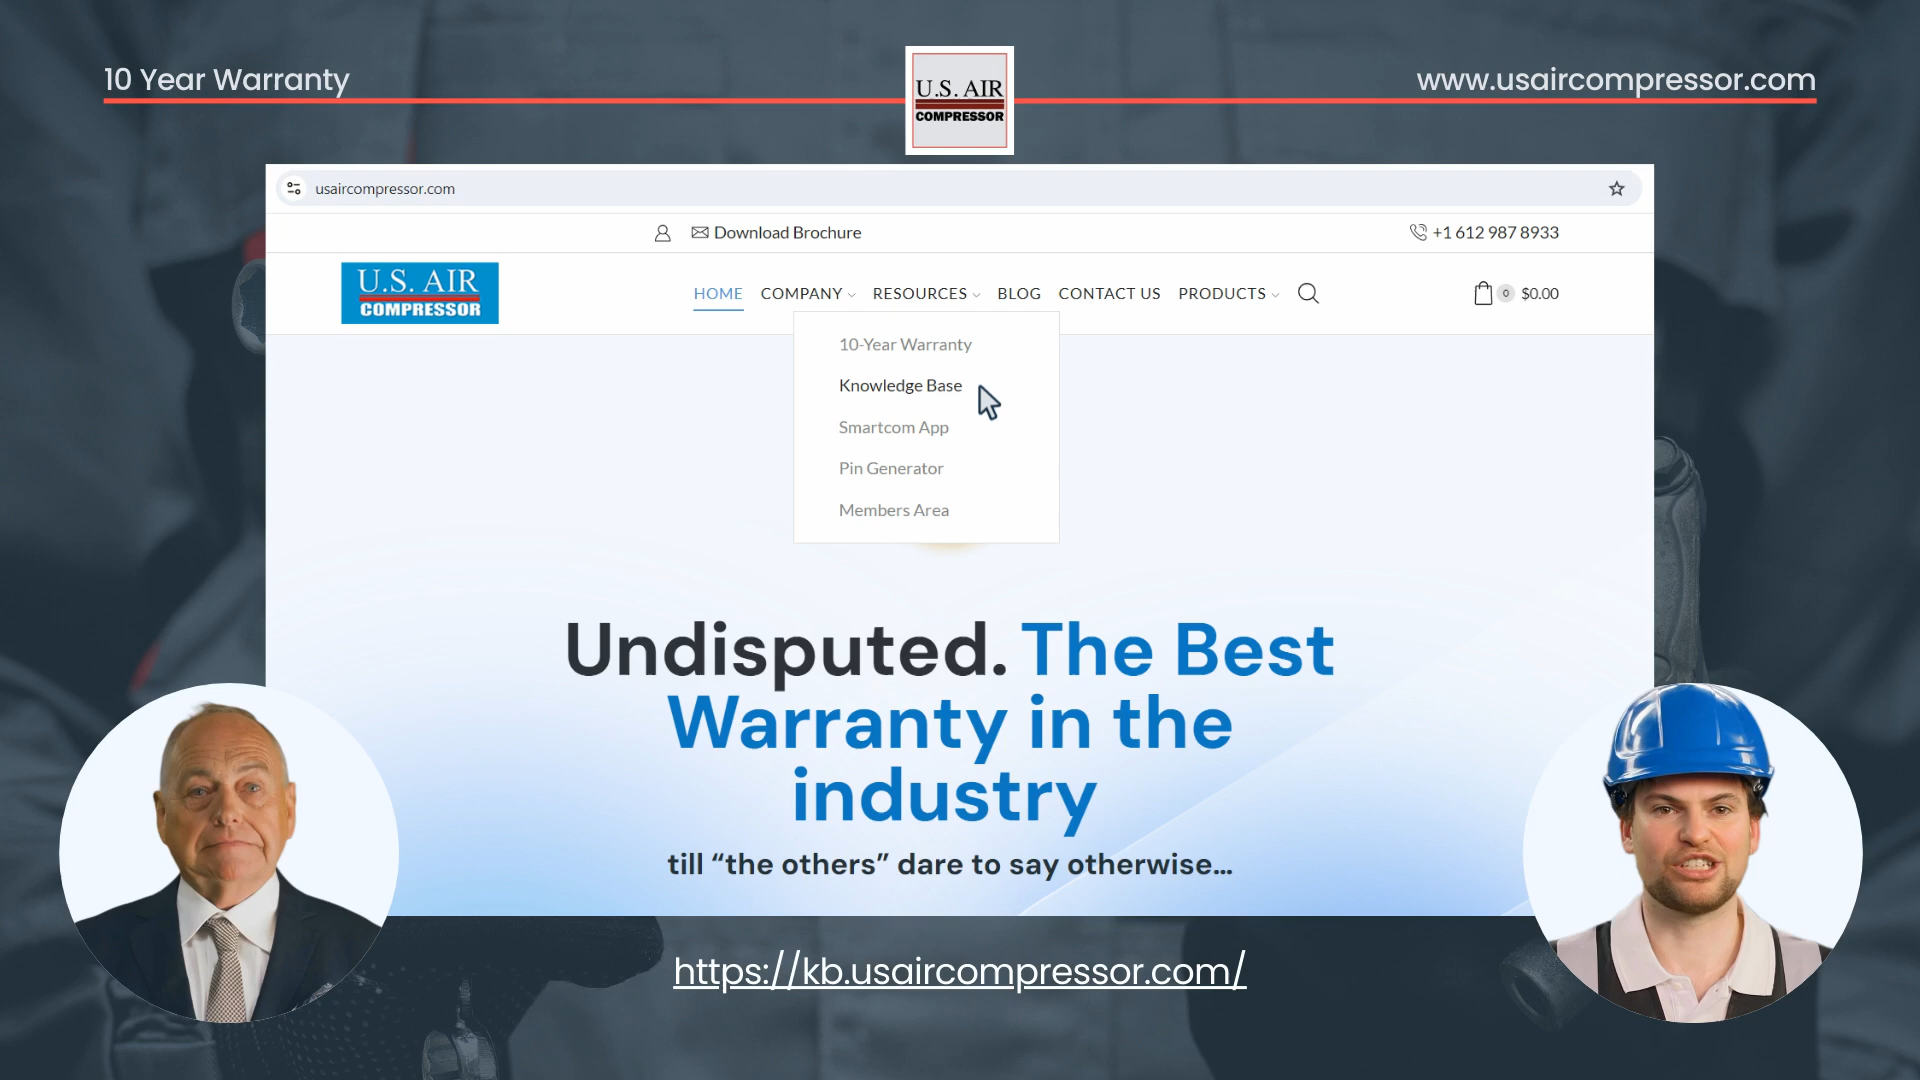 10 Year Warranty
U.S. AIR
COMPRESSOR
www.usaircompressor.com
usaircompressor.com
Download Brochure
+1 612 987 8933
U.S. AIR
COMPRESSOR
HOME COMPANY RESOURCES BLOG CONTACT US PRODUCTS
0 $0.00
10-Year Warranty
Knowledge Base
Smartcom App
Pin Generator
Members Area
Undisputed. The Best
Warranty in the
industry
till “the others” dare to say otherwise...
https://kb.usaircompressor.com/